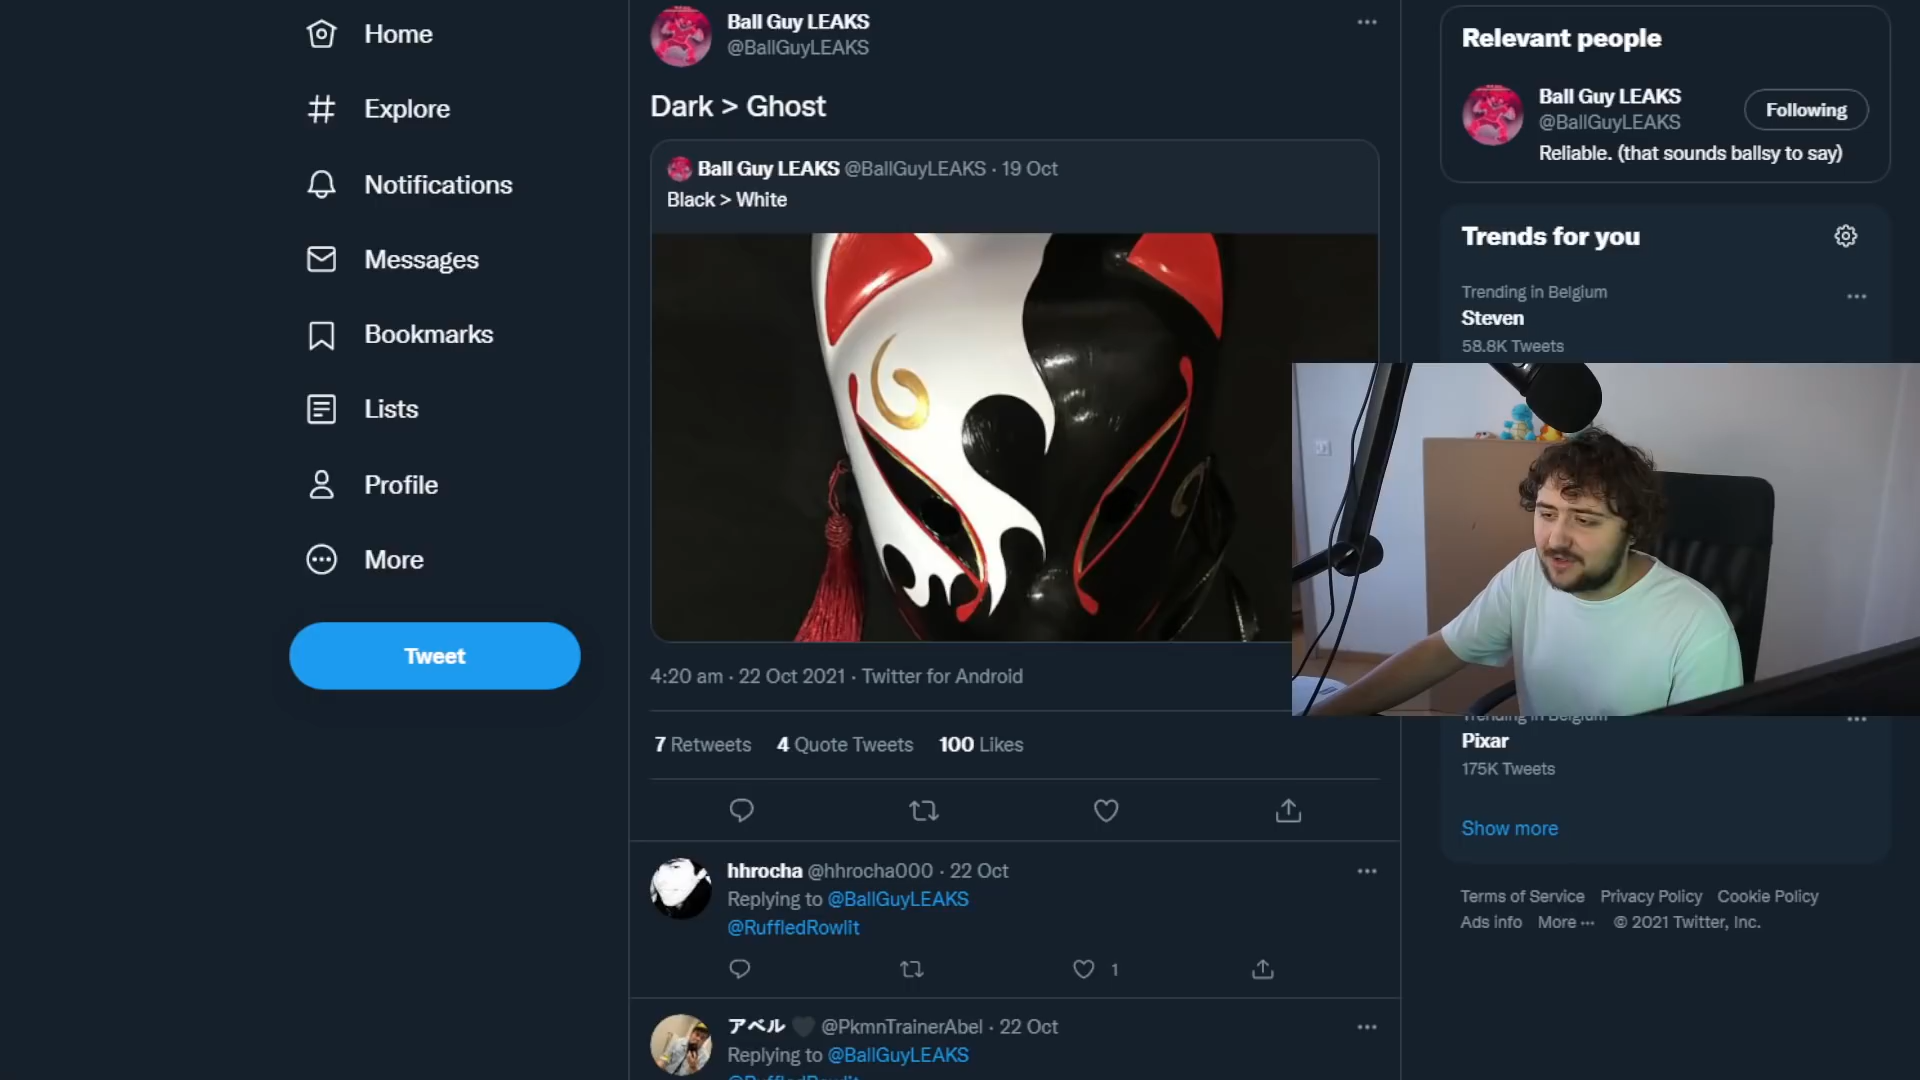 Home
Explore
Notifications
Messages
Bookmarks
Lists
Profile
More
Tweet
Ball Guy LEAKS
@BallGuyLEAKS
Dark > Ghost
Ball Guy LEAKS @BallGuyLEAKS · 19 Oct
Black > White
4:20 am · 22 Oct 2021 · Twitter for Android
7 Retweets 4 Quote Tweets 100 Likes
hhrocha @hhrocha000 · 22 Oct
Replying to @BallGuyLEAKS
@RuffledRowlit
1
アベル 🖤 @PkmnTrainerAbel · 22 Oct
Replying to @BallGuyLEAKS
@RuffledRowlit
Relevant people
Ball Guy LEAKS
@BallGuyLEAKS
Following
Reliable. (that sounds ballsy to say)
Trends for you
Trending in Belgium
Steven
58.8K Tweets
Trending in Belgium
Pixar
175K Tweets
Show more
Terms of Service Privacy Policy Cookie Policy
Ads info More ··· © 2021 Twitter, Inc.